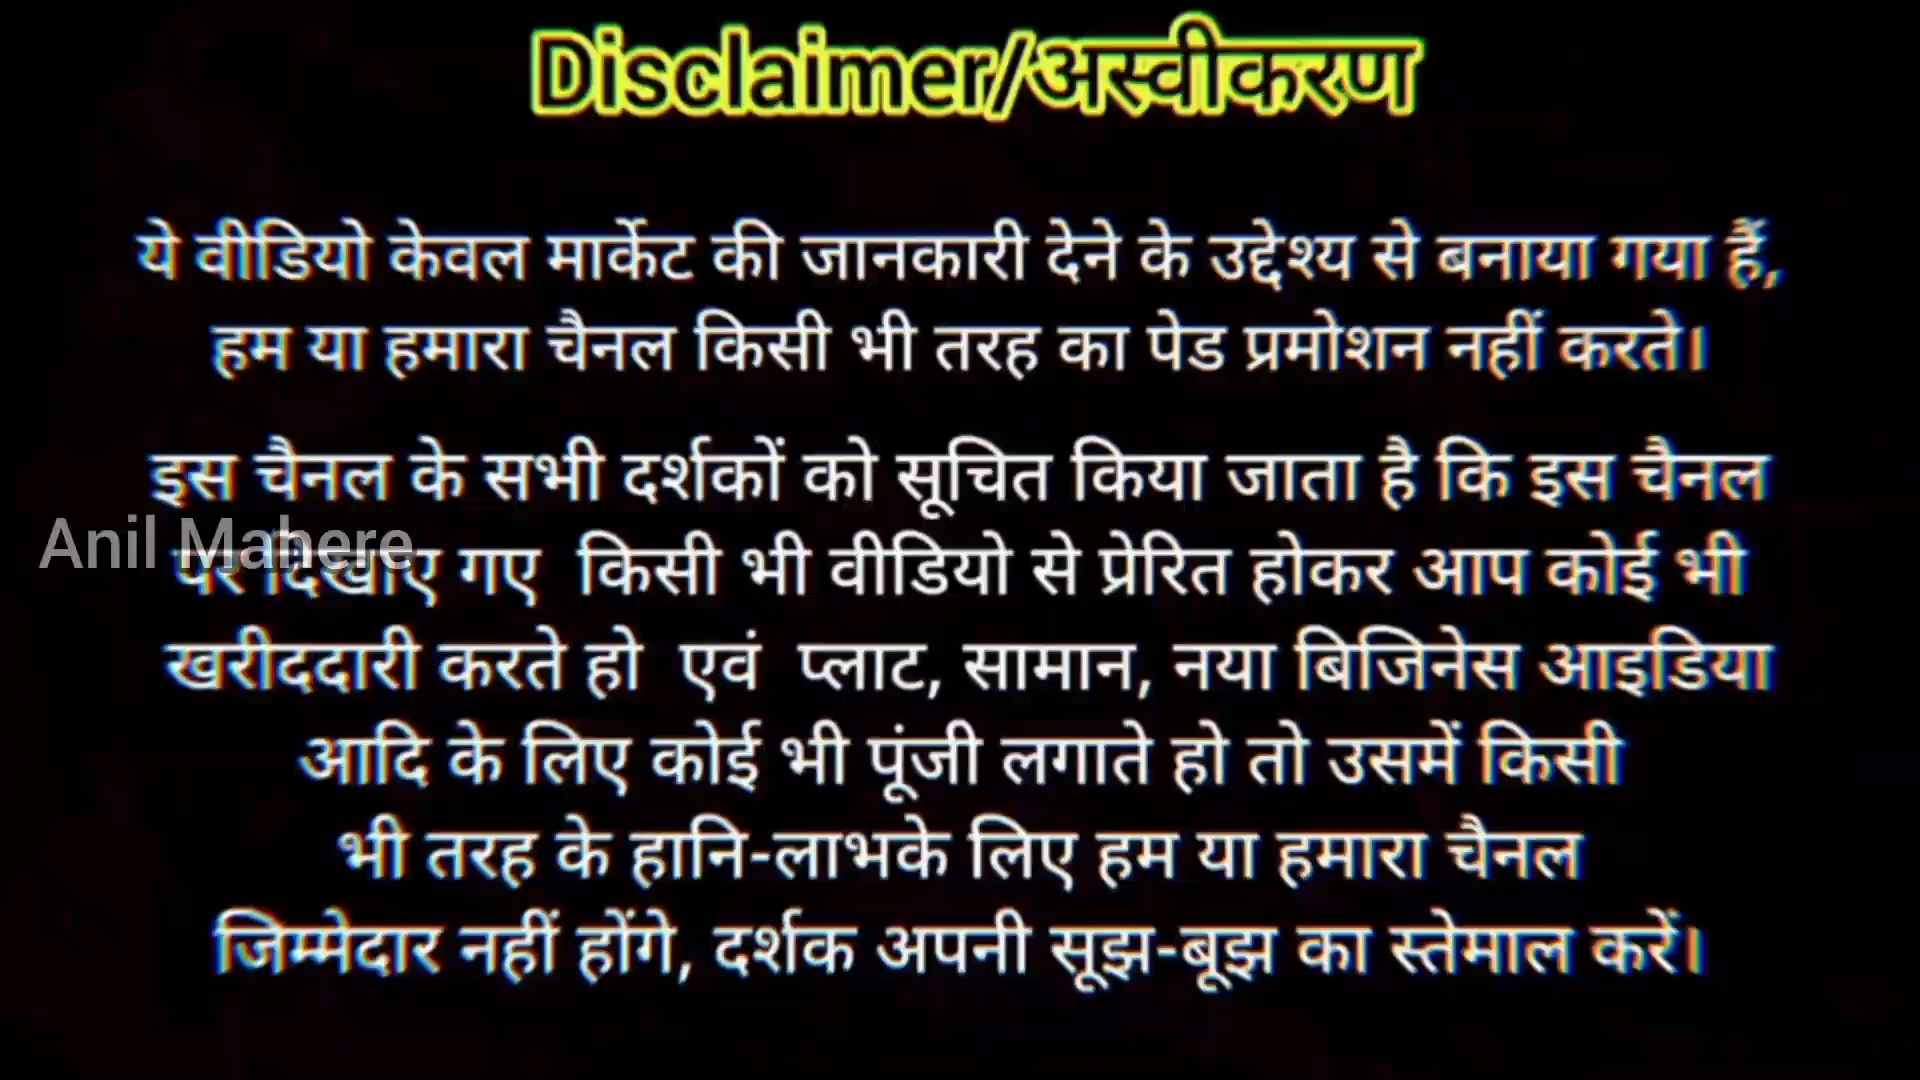 Disclaimer/अस्वीकरण
ये वीडियो केवल मार्केट की जानकारी देने के उद्देश्य से बनाया गया हैं,
हम या हमारा चैनल किसी भी तरह का पेड प्रमोशन नहीं करते।
इस चैनल के सभी दर्शकों को सूचित किया जाता है कि इस चैनल
Anil Mahere
पर दिखाए गए किसी भी वीडियो से प्रेरित होकर आप कोई भी
खरीददारी करते हो एवं प्लाट, सामान, नया बिजिनेस आइडिया
आदि के लिए कोई भी पूंजी लगाते हो तो उसमें किसी
भी तरह के हानि-लाभके लिए हम या हमारा चैनल
जिम्मेदार नहीं होंगे, दर्शक अपनी सूझ-बूझ का स्तेमाल करें।